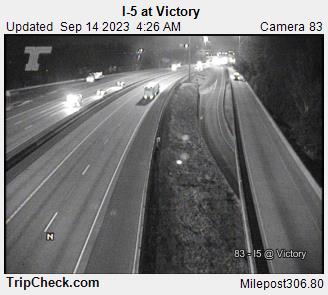 I-5 at Victory
Updated  Sep 14 2023  4:26 AM
Camera 83
T
N
83 - I5 @ Victory
TripCheck.com
Milepost306.80